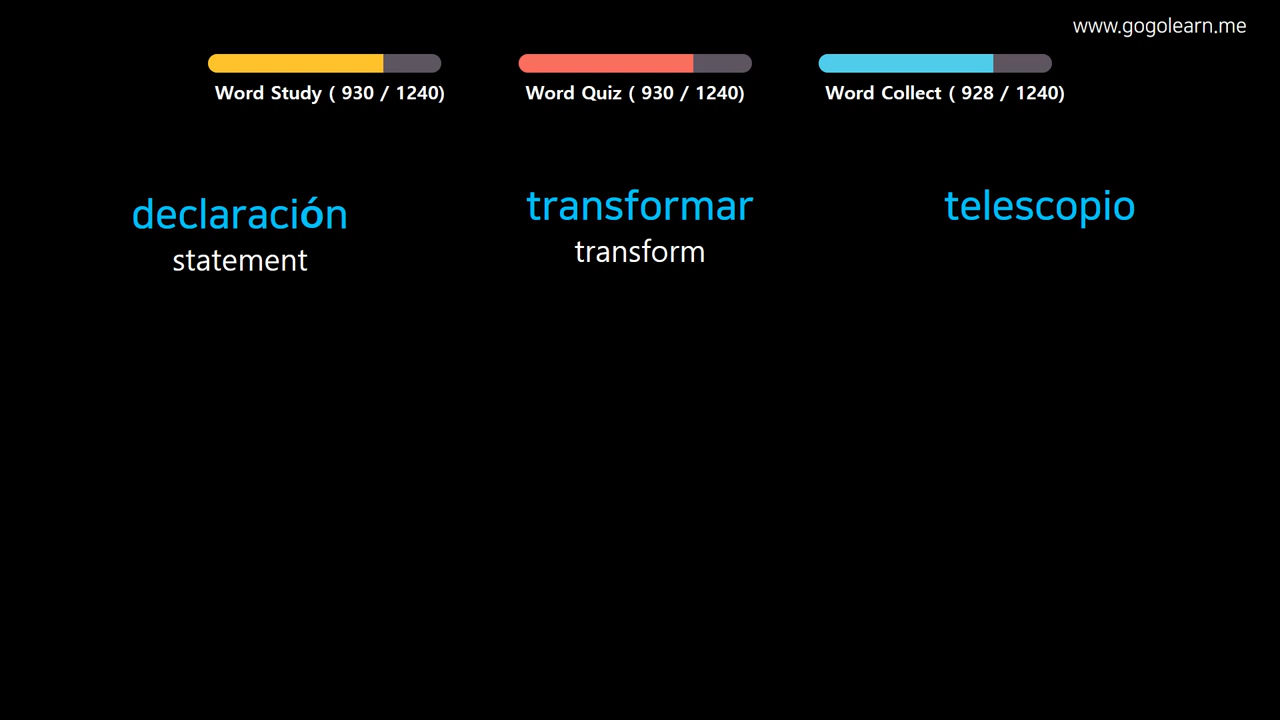 www.gogolearn.me
Word Study ( 930 / 1240)
Word Quiz ( 930 / 1240)
Word Collect ( 928 / 1240)
declaración
statement
transformar
transform
telescopio